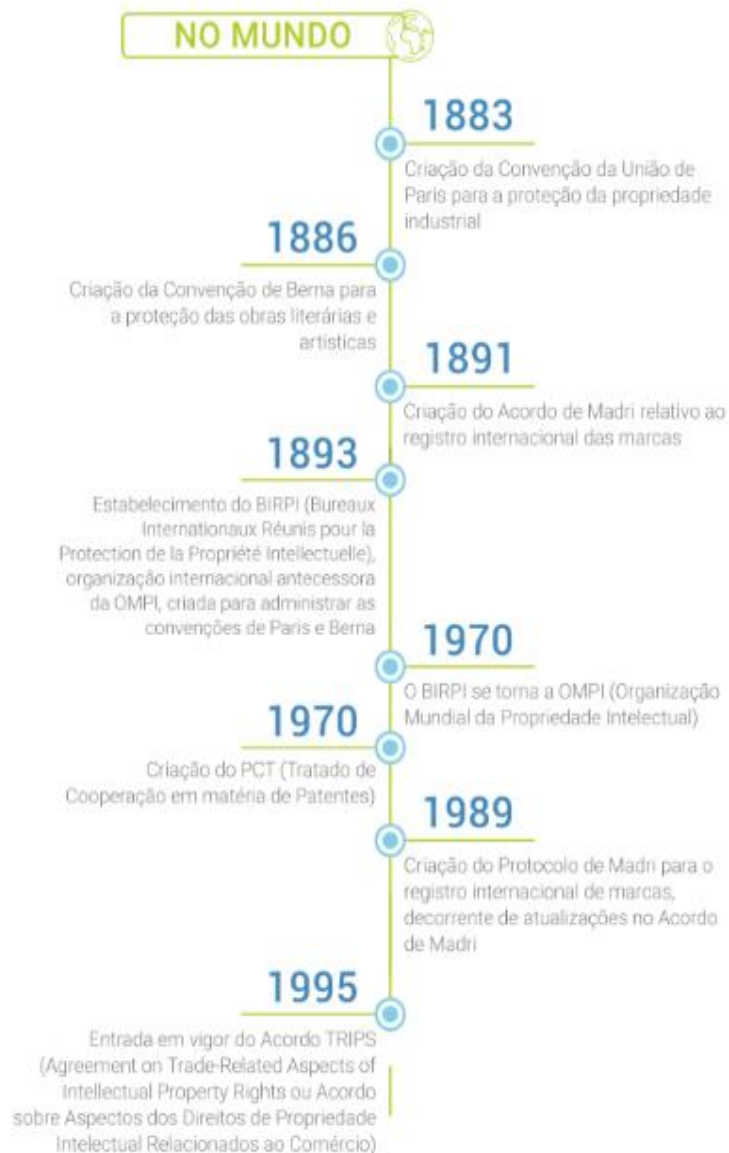 NO MUNDO
1883
Criação da Convenção da União de
Paris para a proteção da propriedade
industrial
1886
Criação da Convenção de Berna para
a proteção das obras literárias e
artísticas
1891
Criação do Acordo de Madri relativo ao
registro internacional das marcas
1893
Estabelecimento do BIRPI (Bureaux
Internationaux Réunis pour la
Protection de la Propriété Intellectuelle),
organização internacional antecessora
da OMPI, criada para administrar as
convenções de Paris e Berna
1970
O BIRPI se torna a OMPI (Organização
Mundial da Propriedade Intelectual)
1970
Criação do PCT (Tratado de
Cooperação em matéria de Patentes)
1989
Criação do Protocolo de Madri para o
registro internacional de marcas,
decorrente de atualizações no Acordo
de Madri
1995
Entrada em vigor do Acordo TRIPS
(Agreement on Trade-Related Aspects of
Intellectual Property Rights ou Acordo
sobre Aspectos dos Direitos de Propriedade
Intelectual Relacionados ao Comércio)